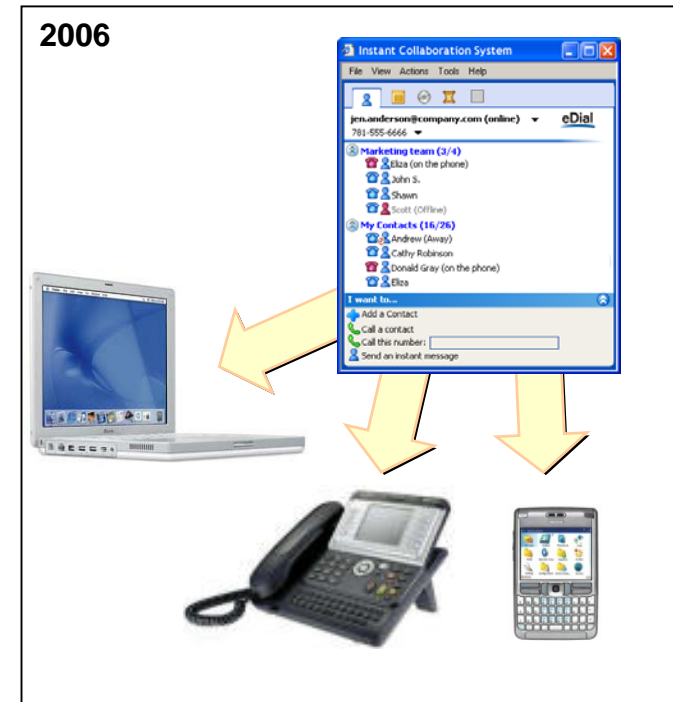 2006
Instant Collaboration System
File View Actions Tools Help
jen.anderson@company.com (online)
eDial
781-555-6666
Marketing team (3/4)
Eliza (on the phone)
John S.
Shawn
Scott (Offline)
My Contacts (16/26)
Andrew (Away)
Cathy Robinson
Donald Gray (on the phone)
Eliza
I want to...
Add a Contact
Call a contact
Call this number:
Send an instant message